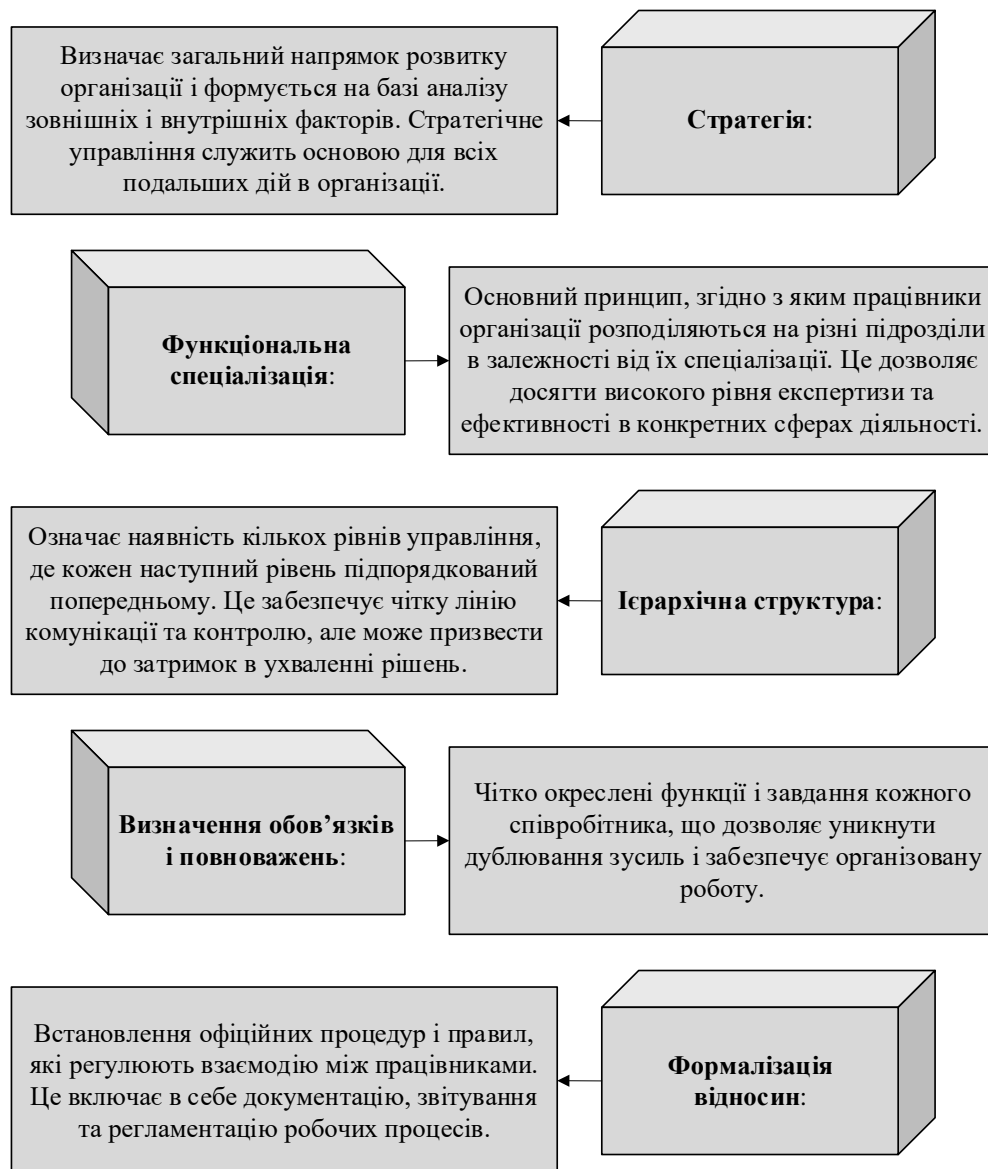 Визначає загальний напрямок розвитку
організації і формується на базі аналізу
зовнішніх і внутрішніх факторів. Стратегічне
управління служить основою для всіх
подальших дій в організації.
Стратегія:
Функціональна
спеціалізація:
Основний принцип, згідно з яким працівники
організації розподіляються на різні підрозділи
в залежності від їх спеціалізації. Це дозволяє
досягти високого рівня експертизи та
ефективності в конкретних сферах діяльності.
Означає наявність кількох рівнів управління,
де кожен наступний рівень підпорядкований
попередньому. Це забезпечує чітку лінію
комунікації та контролю, але може призвести
до затримок в ухваленні рішень.
Ієрархічна структура:
Визначення обов’язків
і повноважень:
Чітко окреслені функції і завдання кожного
співробітника, що дозволяє уникнути
дублювання зусиль і забезпечує організовану
роботу.
Встановлення офіційних процедур і правил,
які регулюють взаємодію між працівниками.
Це включає в себе документацію, звітування
та регламентацію робочих процесів.
Формалізація
відносин: